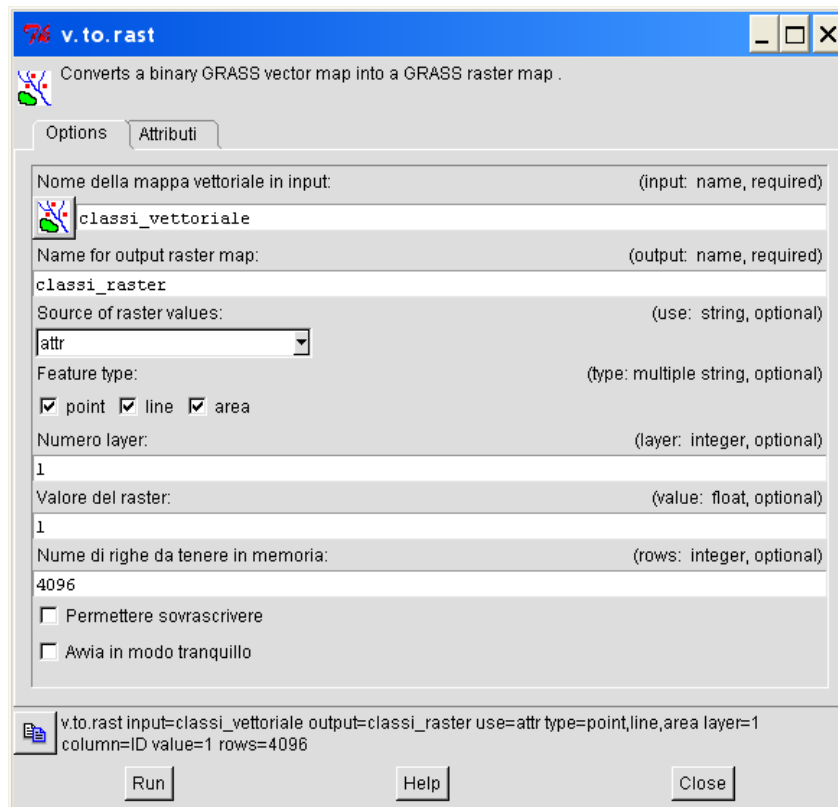 v.to.rast
Converts a binary GRASS vector map into a GRASS raster map .
Options Attributi
Nome della mappa vettoriale in input: (input: name, required)
classi_vettoriale
Name for output raster map: (output: name, required)
classi_raster
Source of raster values: (use: string, optional)
attr
Feature type: (type: multiple string, optional)
point line area
Numero layer: (layer: integer, optional)
1
Valore del raster: (value: float, optional)
1
Nume di righe da tenere in memoria: (rows: integer, optional)
4096
Permettere sovrascrivere
Avvia in modo tranquillo
v.to.rast input=classi_vettoriale output=classi_raster use=attr type=point,line,area layer=1
column=ID value=1 rows=4096
Run Help Close